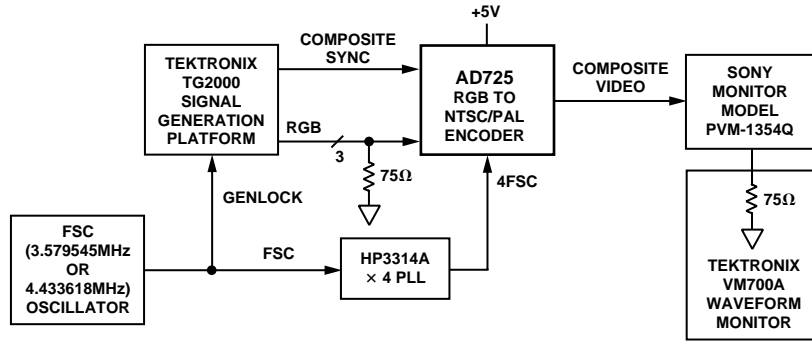 +5V
COMPOSITE
SYNC
TEKTRONIX
TG2000
SIGNAL
GENERATION
PLATFORM
AD725
RGB TO
NTSC/PAL
ENCODER
COMPOSITE
VIDEO
SONY
MONITOR
MODEL
PVM-1354Q
RGB
3
75Ω
GENLOCK
4FSC
75Ω
FSC
(3.579545MHz
OR
4.433618MHz)
OSCILLATOR
FSC
HP3314A
× 4 PLL
TEKTRONIX
VM700A
WAVEFORM
MONITOR